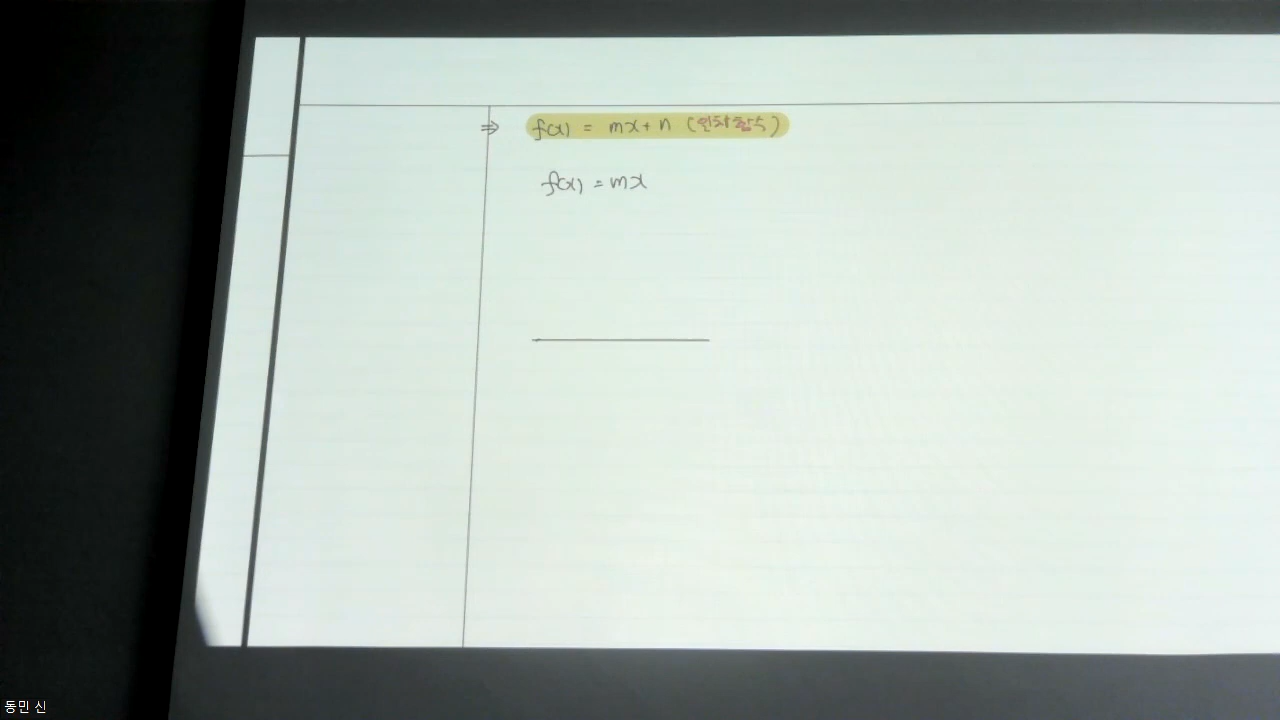 ⇒ f(x) = mx + n (일차함수)
f(x) = mx
동민 신